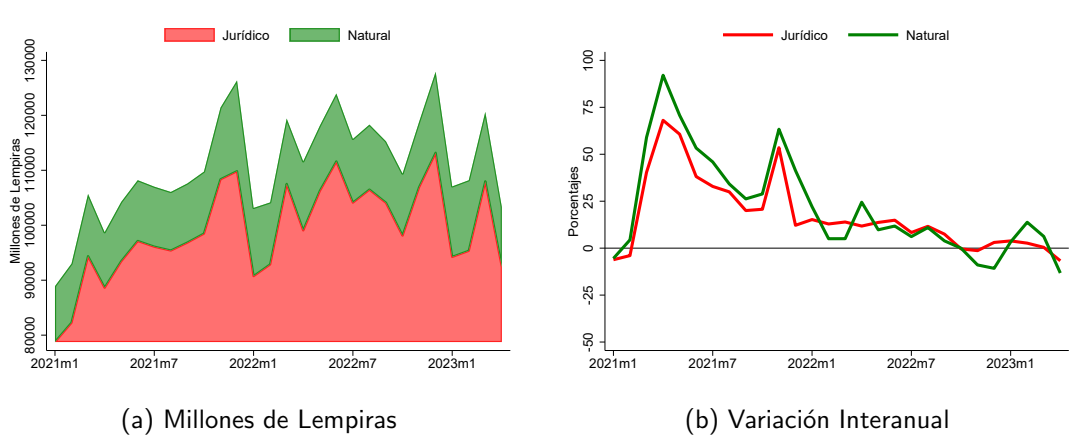 Jurídico Natural
Millones de Lempiras
130000
120000
110000
100000
90000
80000
2021m1 2021m7 2022m1 2022m7 2023m1
(a) Millones de Lempiras
Jurídico Natural
Porcentajes
100
75
50
25
0
-25
-50
2021m1 2021m7 2022m1 2022m7 2023m1
(b) Variación Interanual